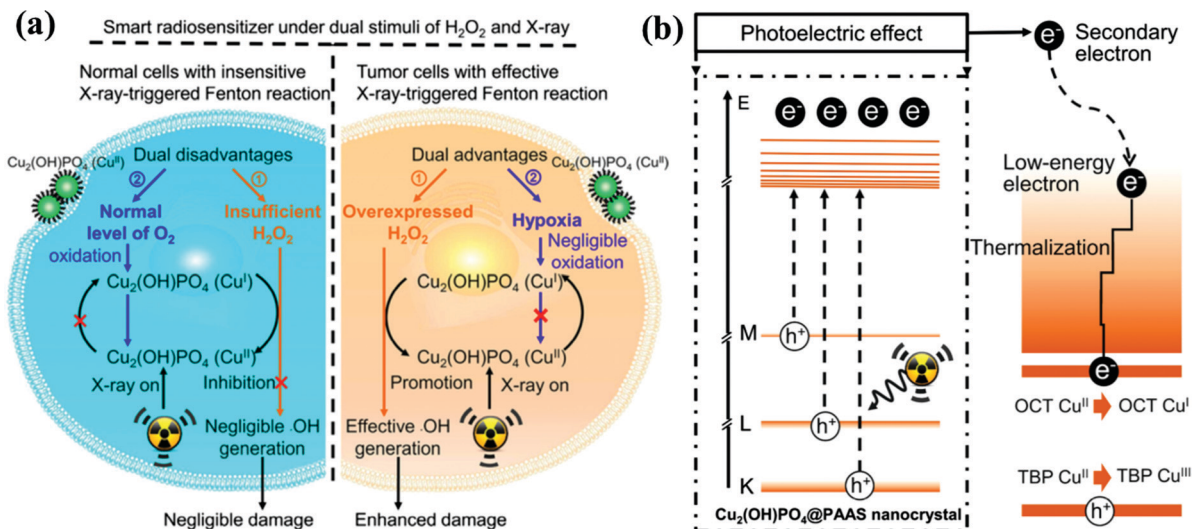 (a)
Smart radiosensitizer under dual stimuli of H₂O₂ and X-ray
Normal cells with insensitive
X-ray-triggered Fenton reaction
Cu₂(OH)PO₄ (Cuᴵᴵ)
Dual disadvantages
②
①
Normal
level of O₂
Insufficient
H₂O₂
oxidation
Cu₂(OH)PO₄ (Cuᴵ)
Cu₂(OH)PO₄ (Cuᴵᴵ)
X-ray on
Inhibition
Negligible ·OH
generation
Negligible damage
Tumor cells with effective
X-ray-triggered Fenton reaction
Dual advantages
Cu₂(OH)PO₄ (Cuᴵᴵ)
①
②
Overexpressed
H₂O₂
Hypoxia
Negligible
oxidation
Cu₂(OH)PO₄ (Cuᴵ)
Cu₂(OH)PO₄ (Cuᴵᴵ)
Promotion
X-ray on
Effective ·OH
generation
Enhanced damage
(b)
Photoelectric effect
e⁻
Secondary
electron
E
e⁻ e⁻ e⁻ e⁻
M
h⁺
L
h⁺
K
h⁺
Cu₂(OH)PO₄@PAAS nanocrystal
Low-energy
electron
e⁻
Thermalization
e⁻
OCT Cuᴵᴵ OCT Cuᴵ
TBP Cuᴵᴵ TBP Cuᴵᴵᴵ
h⁺